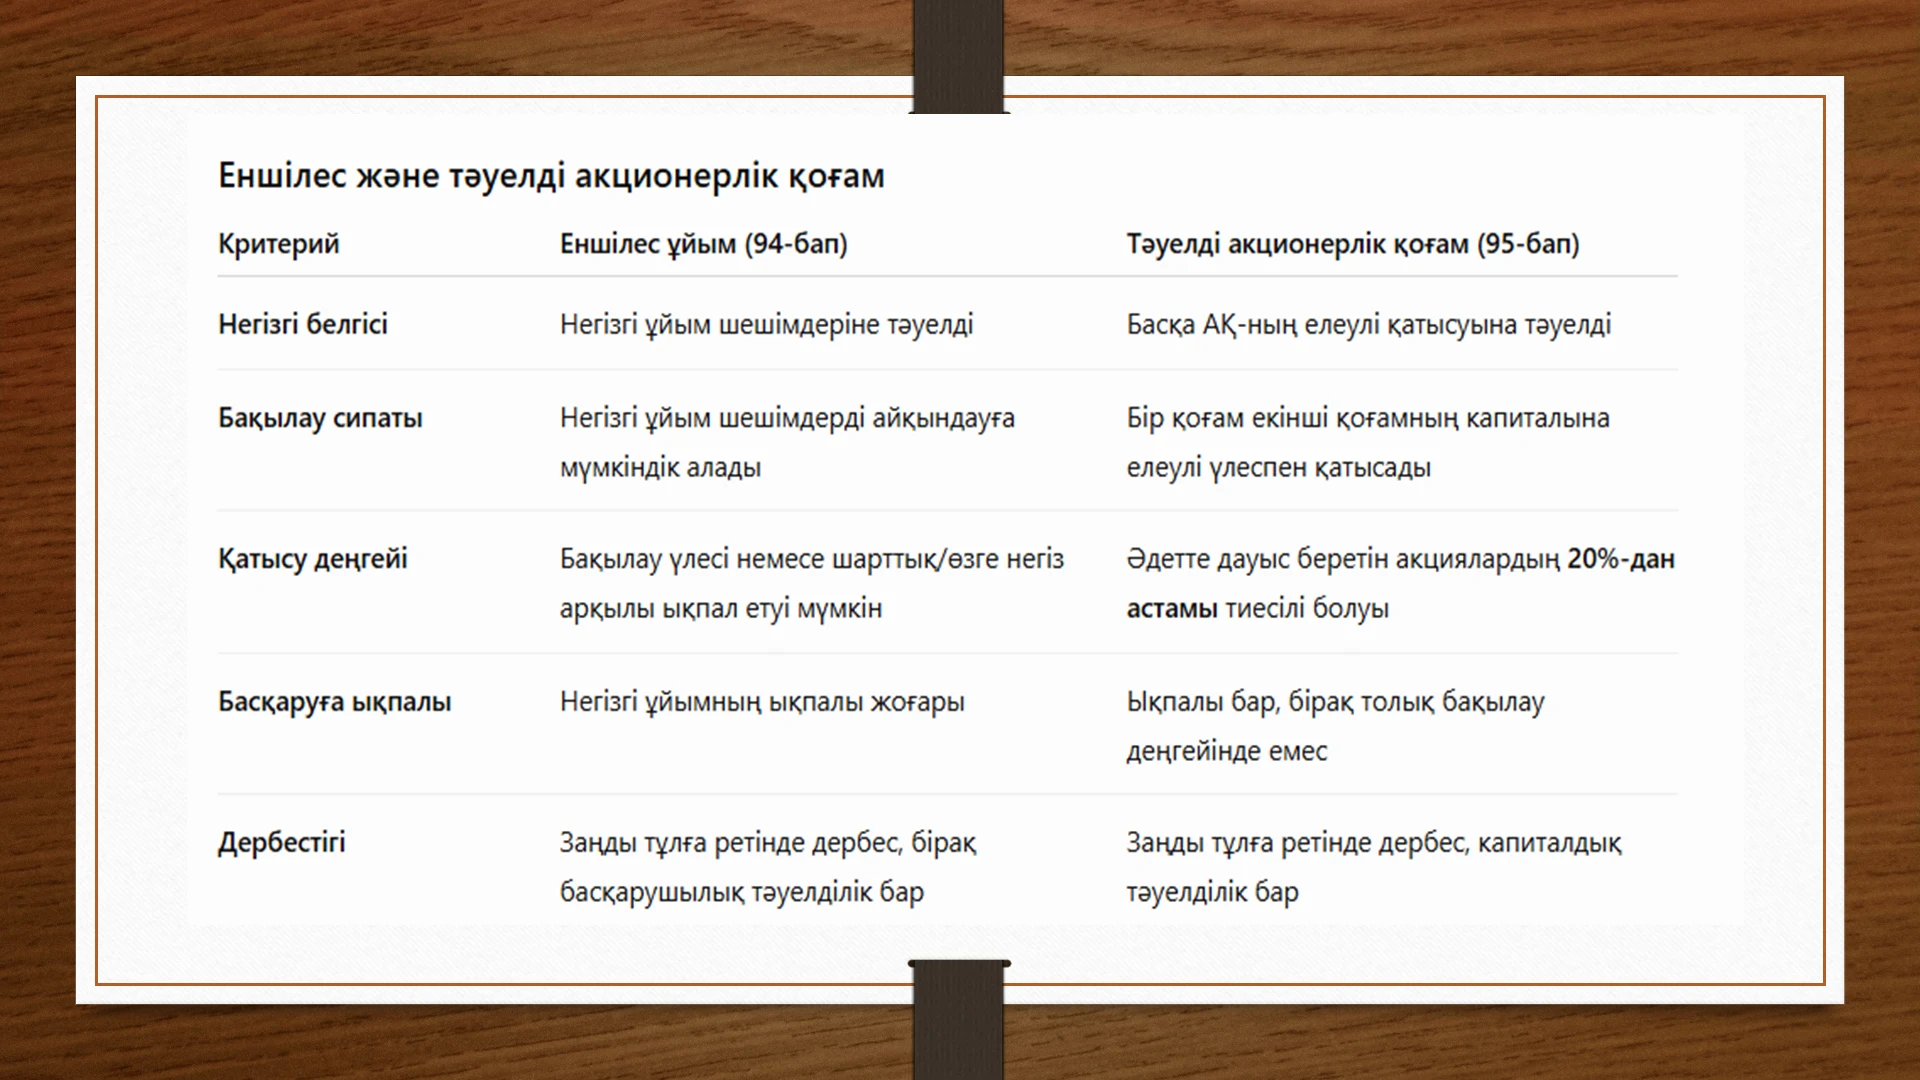 Еншілес және тәуелді акционерлік қоғам
Критерий Еншілес ұйым (94-бап) Тәуелді акционерлік қоғам (95-бап)
Негізгі белгісі Негізгі ұйым шешімдеріне тәуелді Басқа АҚ-ның елеулі қатысуына тәуелді
Бақылау сипаты Негізгі ұйым шешімдерді айқындауға Бір қоғам екінші қоғамның капиталына
мүмкіндік алады елеулі үлеспен қатысады
Қатысу деңгейі Бақылау үлесі немесе шарттық/өзге негіз Әдетте дауыс беретін акциялардың 20%-дан
арқылы ықпал етуі мүмкін астамы тиесілі болуы
Басқаруға ықпалы Негізгі ұйымның ықпалы жоғары Ықпалы бар, бірақ толық бақылау
деңгейінде емес
Дербестігі Заңды тұлға ретінде дербес, бірақ Заңды тұлға ретінде дербес, капиталдық
басқарушылық тәуелділік бар тәуелділік бар